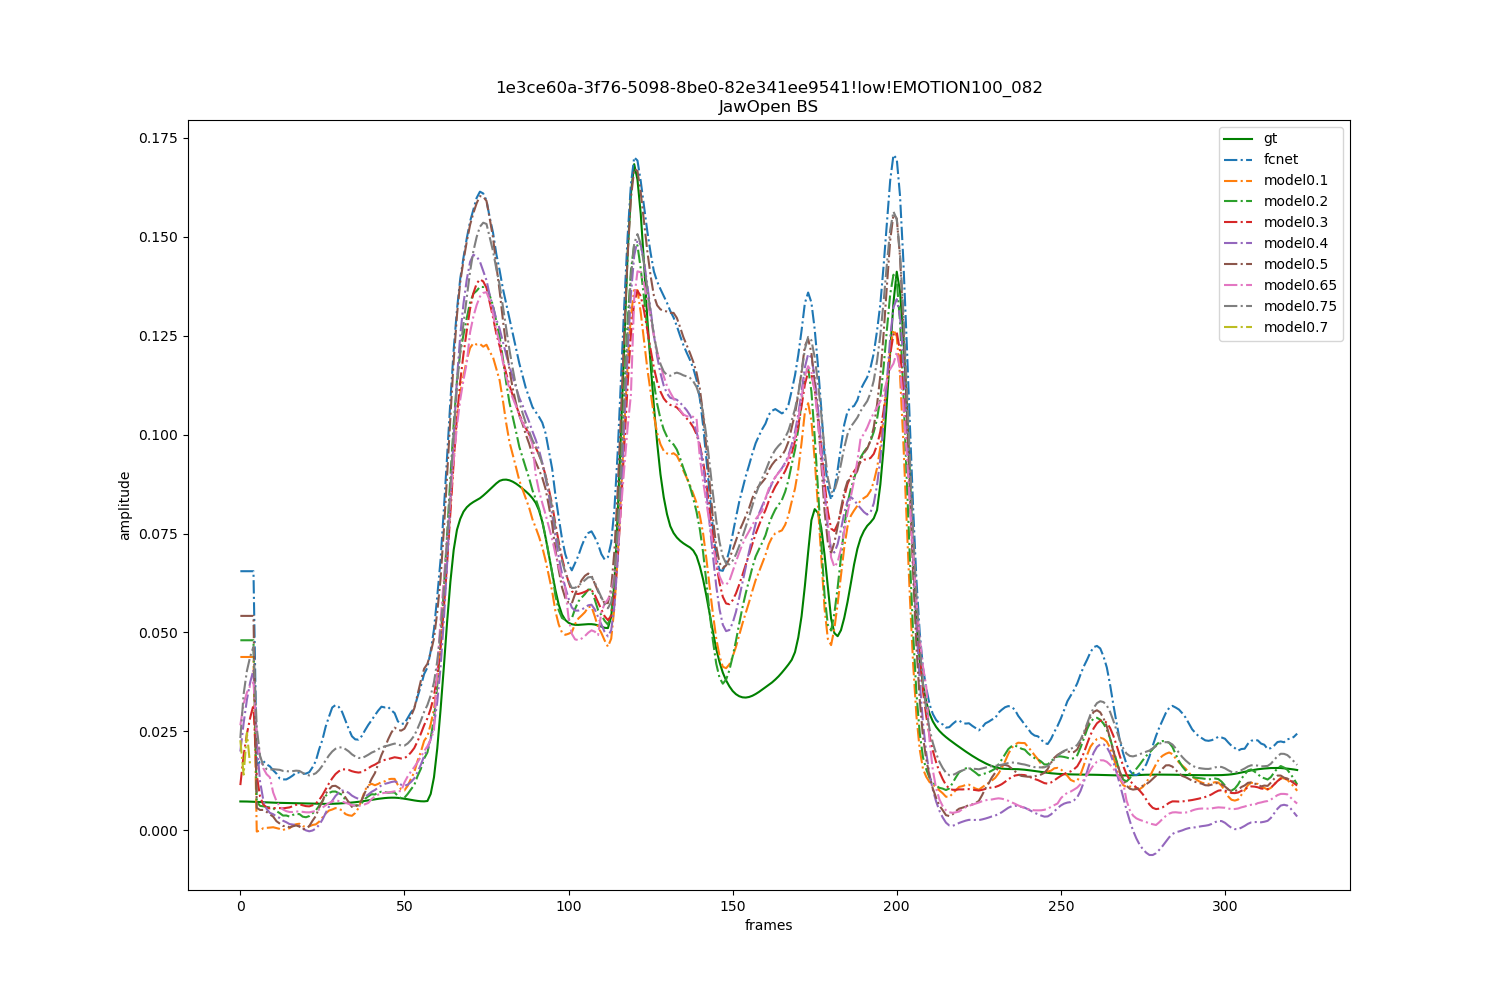 1e3ce60a-3f76-5098-8be0-82e341ee9541!low!EMOTION100_082
JawOpen BS
amplitude
0.175
0.150
0.125
0.100
0.075
0.050
0.025
0.000
0
50
100
150
200
250
300
frames
gt
fcnet
model0.1
model0.2
model0.3
model0.4
model0.5
model0.65
model0.75
model0.7